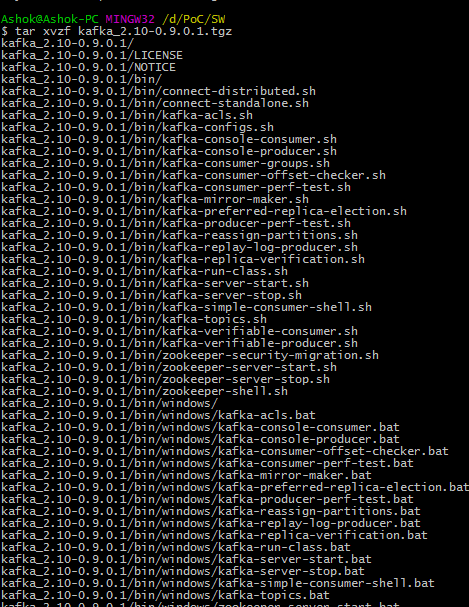 Ashok@Ashok-PC MINGW32 /d/PoC/SW
$ tar xvzf kafka_2.10-0.9.0.1.tgz
kafka_2.10-0.9.0.1/
kafka_2.10-0.9.0.1/LICENSE
kafka_2.10-0.9.0.1/NOTICE
kafka_2.10-0.9.0.1/bin/
kafka_2.10-0.9.0.1/bin/connect-distributed.sh
kafka_2.10-0.9.0.1/bin/connect-standalone.sh
kafka_2.10-0.9.0.1/bin/kafka-acls.sh
kafka_2.10-0.9.0.1/bin/kafka-configs.sh
kafka_2.10-0.9.0.1/bin/kafka-console-consumer.sh
kafka_2.10-0.9.0.1/bin/kafka-console-producer.sh
kafka_2.10-0.9.0.1/bin/kafka-consumer-groups.sh
kafka_2.10-0.9.0.1/bin/kafka-consumer-offset-checker.sh
kafka_2.10-0.9.0.1/bin/kafka-consumer-perf-test.sh
kafka_2.10-0.9.0.1/bin/kafka-mirror-maker.sh
kafka_2.10-0.9.0.1/bin/kafka-preferred-replica-election.sh
kafka_2.10-0.9.0.1/bin/kafka-producer-perf-test.sh
kafka_2.10-0.9.0.1/bin/kafka-reassign-partitions.sh
kafka_2.10-0.9.0.1/bin/kafka-replay-log-producer.sh
kafka_2.10-0.9.0.1/bin/kafka-replica-verification.sh
kafka_2.10-0.9.0.1/bin/kafka-run-class.sh
kafka_2.10-0.9.0.1/bin/kafka-server-start.sh
kafka_2.10-0.9.0.1/bin/kafka-server-stop.sh
kafka_2.10-0.9.0.1/bin/kafka-simple-consumer-shell.sh
kafka_2.10-0.9.0.1/bin/kafka-topics.sh
kafka_2.10-0.9.0.1/bin/kafka-verifiable-consumer.sh
kafka_2.10-0.9.0.1/bin/kafka-verifiable-producer.sh
kafka_2.10-0.9.0.1/bin/zookeeper-security-migration.sh
kafka_2.10-0.9.0.1/bin/zookeeper-server-start.sh
kafka_2.10-0.9.0.1/bin/zookeeper-server-stop.sh
kafka_2.10-0.9.0.1/bin/zookeeper-shell.sh
kafka_2.10-0.9.0.1/bin/windows/
kafka_2.10-0.9.0.1/bin/windows/kafka-acls.bat
kafka_2.10-0.9.0.1/bin/windows/kafka-console-consumer.bat
kafka_2.10-0.9.0.1/bin/windows/kafka-console-producer.bat
kafka_2.10-0.9.0.1/bin/windows/kafka-consumer-offset-checker.bat
kafka_2.10-0.9.0.1/bin/windows/kafka-consumer-perf-test.bat
kafka_2.10-0.9.0.1/bin/windows/kafka-mirror-maker.bat
kafka_2.10-0.9.0.1/bin/windows/kafka-preferred-replica-election.bat
kafka_2.10-0.9.0.1/bin/windows/kafka-producer-perf-test.bat
kafka_2.10-0.9.0.1/bin/windows/kafka-reassign-partitions.bat
kafka_2.10-0.9.0.1/bin/windows/kafka-replay-log-producer.bat
kafka_2.10-0.9.0.1/bin/windows/kafka-replica-verification.bat
kafka_2.10-0.9.0.1/bin/windows/kafka-run-class.bat
kafka_2.10-0.9.0.1/bin/windows/kafka-server-start.bat
kafka_2.10-0.9.0.1/bin/windows/kafka-server-stop.bat
kafka_2.10-0.9.0.1/bin/windows/kafka-simple-consumer-shell.bat
kafka_2.10-0.9.0.1/bin/windows/kafka-topics.bat